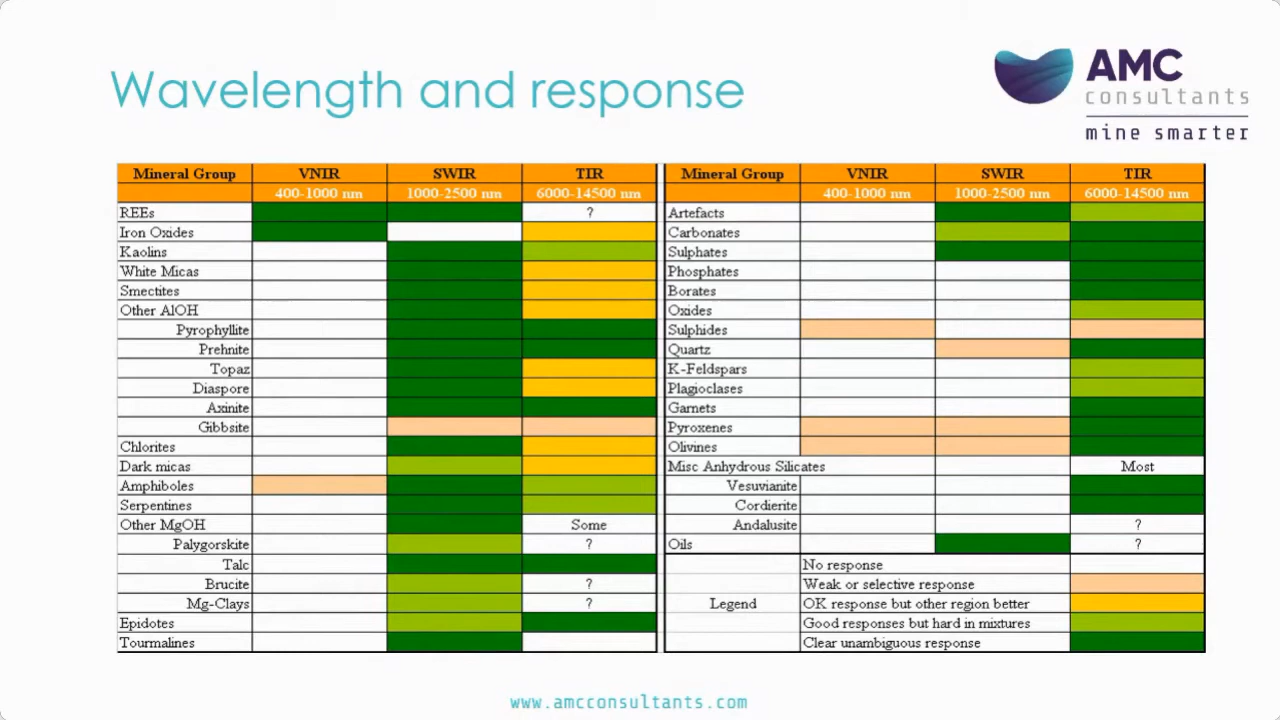 Wavelength and response
AMC
consultants
mine smarter
Mineral Group VNIR SWIR TIR
400-1000 nm 1000-2500 nm 6000-14500 nm
REEs ?
Iron Oxides
Kaolins
White Micas
Smectites
Other AlOH
Pyrophyllite
Prehnite
Topaz
Diaspore
Axinite
Gibbsite
Chlorites
Dark micas
Amphiboles
Serpentines
Other MgOH Some
Palygorskite ?
Talc
Brucite ?
Mg-Clays ?
Epidotes
Tourmalines
Mineral Group VNIR SWIR TIR
400-1000 nm 1000-2500 nm 6000-14500 nm
Artefacts
Carbonates
Sulphates
Phosphates
Borates
Oxides
Sulphides
Quartz
K-Feldspars
Plagioclases
Garnets
Pyroxenes
Olivines
Misc Anhydrous Silicates Most
Vesuvianite
Cordierite
Andalusite ?
Oils ?
No response
Weak or selective response
Legend OK response but other region better
Good responses but hard in mixtures
Clear unambiguous response
www.amcconsultants.com